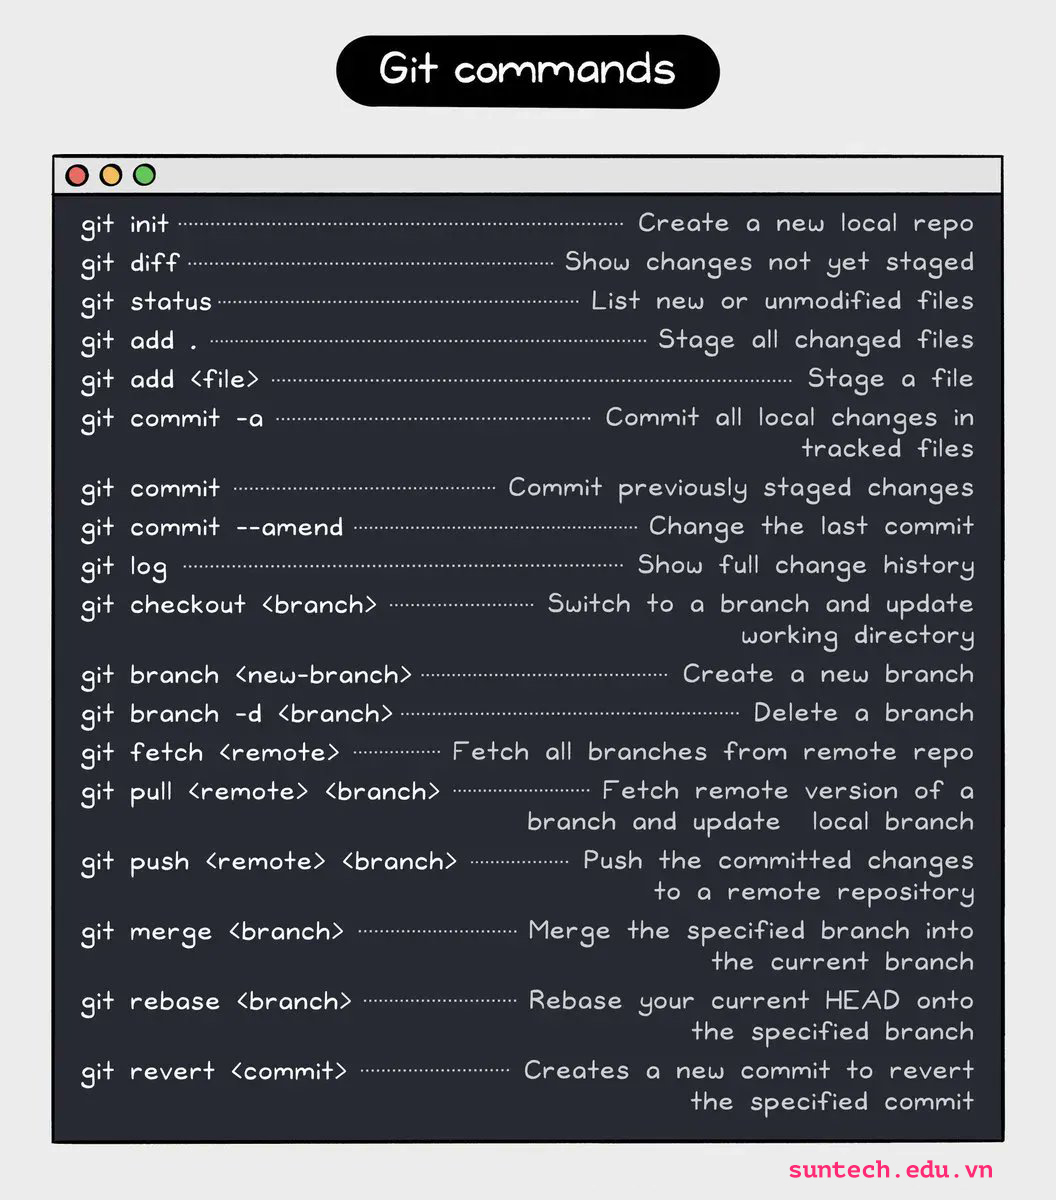 Git commands
git init Create a new local repo
git diff Show changes not yet staged
git status List new or unmodified files
git add . Stage all changed files
git add <file> Stage a file
git commit -a Commit all local changes in
tracked files
git commit Commit previously staged changes
git commit --amend Change the last commit
git log Show full change history
git checkout <branch> Switch to a branch and update
working directory
git branch <new-branch> Create a new branch
git branch -d <branch> Delete a branch
git fetch <remote> Fetch all branches from remote repo
git pull <remote> <branch> Fetch remote version of a
branch and update local branch
git push <remote> <branch> Push the committed changes
to a remote repository
git merge <branch> Merge the specified branch into
the current branch
git rebase <branch> Rebase your current HEAD onto
the specified branch
git revert <commit> Creates a new commit to revert
the specified commit
suntech.edu.vn